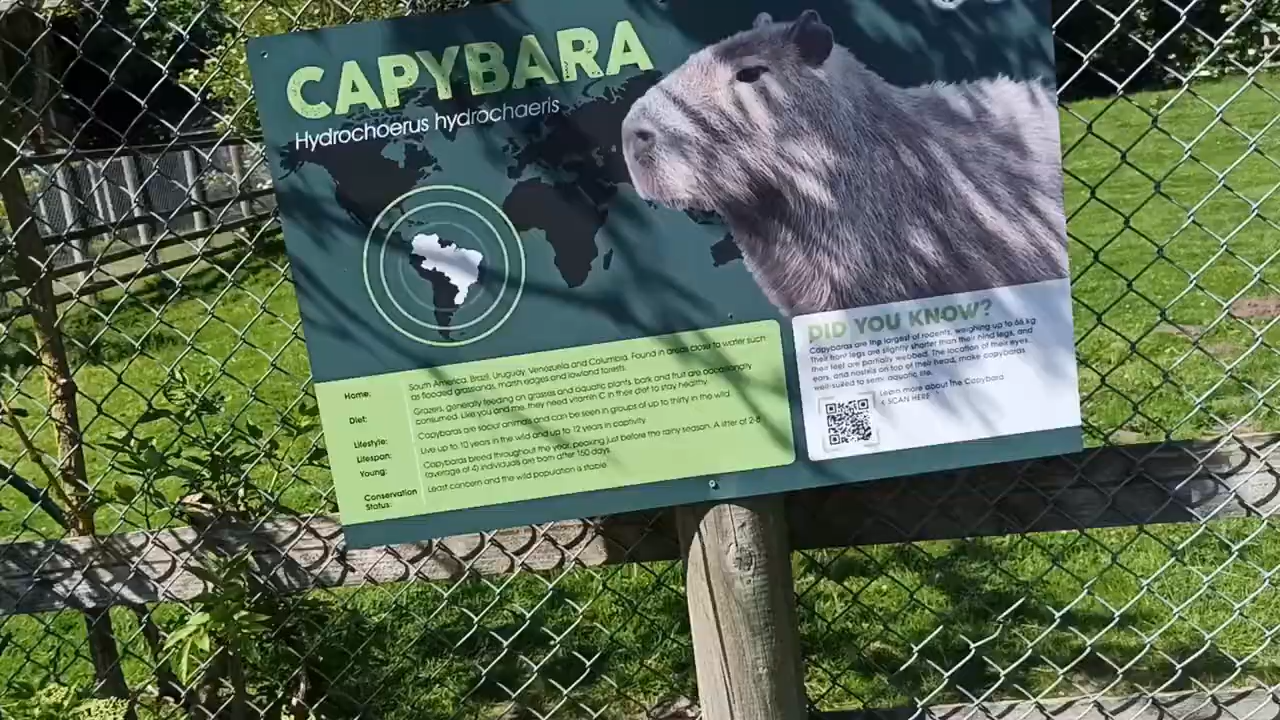 CAPYBARA
Hydrochoerus hydrochaeris
Home:
South America, Brazil, Uruguay, Venezuela and Columbia. Found in areas close to water such
as flooded grasslands, marsh edges and lowland forests.
Diet:
Grazers, generally feeding on grasses and aquatic plants, bark and fruit are occasionally
consumed. Like you and me, they need vitamin C in their diet to stay healthy.
Lifestyle:
Capybaras are social animals and can be seen in groups of up to thirty in the wild.
Lifespan:
Live up to 10 years in the wild and up to 12 years in captivity.
Young:
Capybaras breed throughout the year, peaking just before the rainy season. A litter of 2-8
(average of 4) individuals are born after 150 days.
Conservation
Status:
Least concern and the wild population is stable.
DID YOU KNOW?
Capybaras are the largest of rodents, weighing up to 66 kg.
Their front legs are slightly shorter than their hind legs, and
their feet are partially webbed. The location of their eyes,
ears, and nostrils on top of their head, make capybaras
well-suited to semi-aquatic life.
Learn more about The Capybara
< SCAN HERE